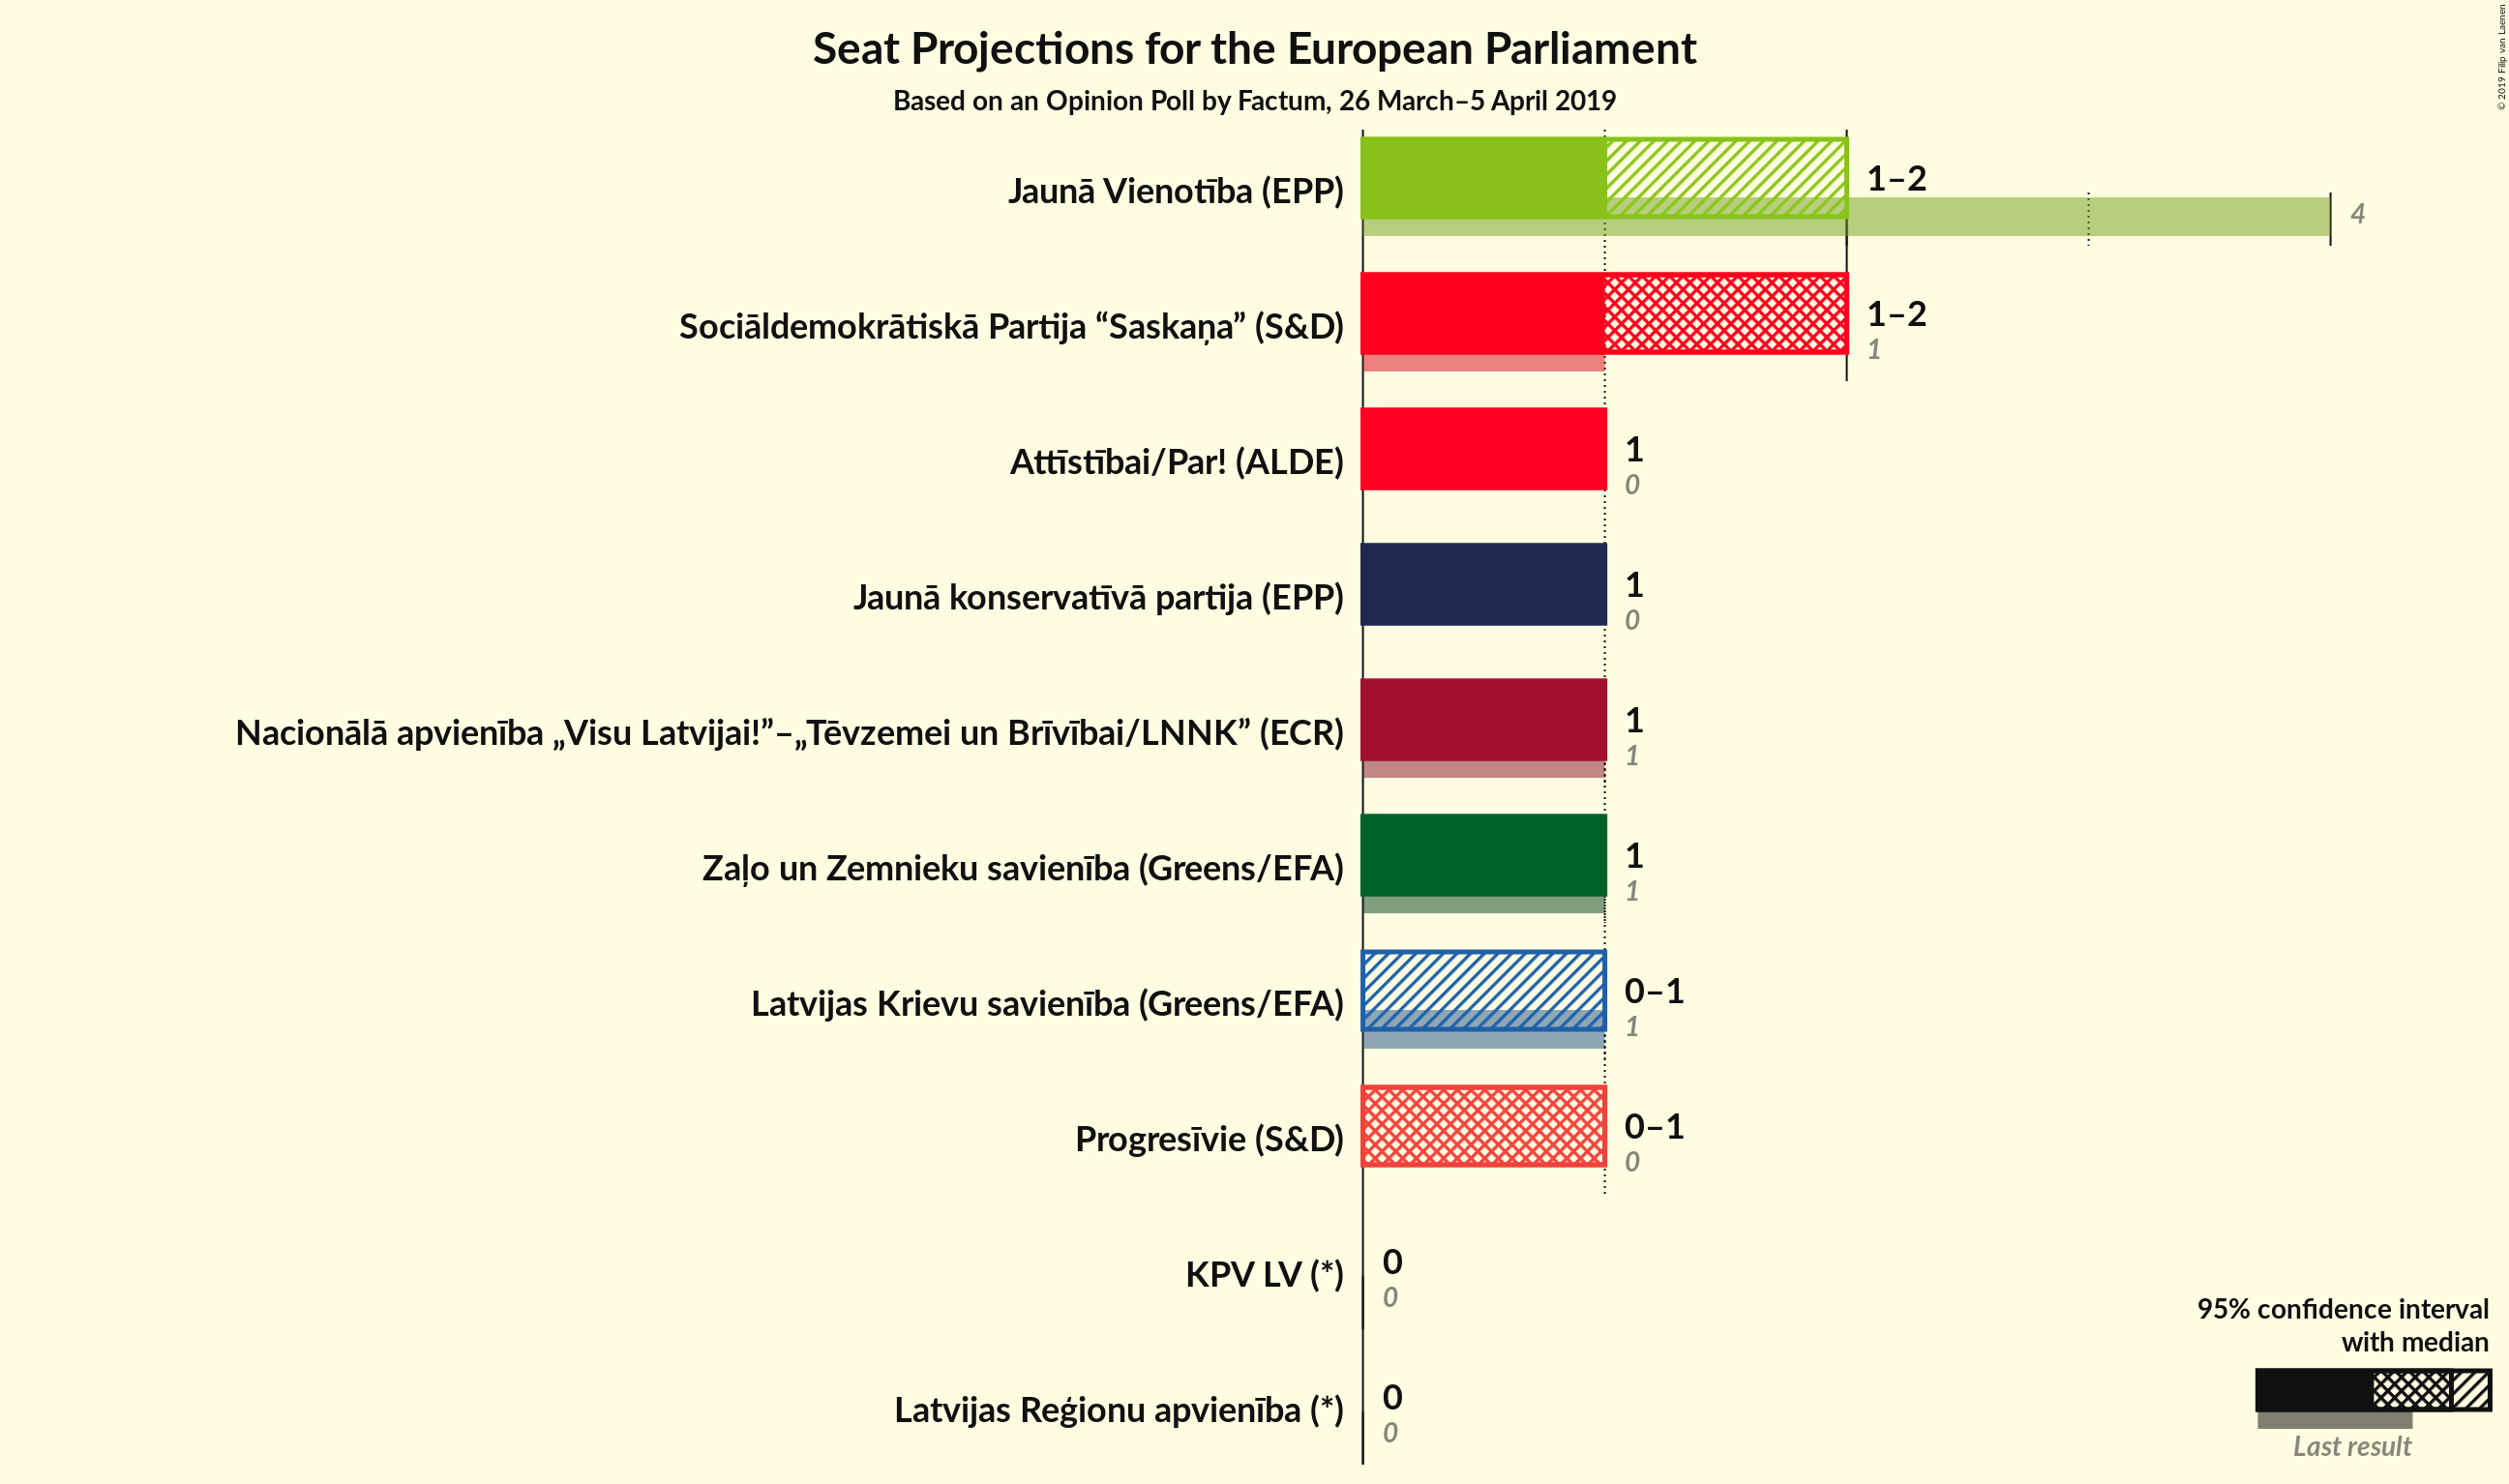 Seat Projections for the European Parliament
Based on an Opinion Poll by Factum, 26 March–5 April 2019
© 2019 Filip van Laenen
Jaunā Vienotība (EPP)
1–2
4
Sociāldemokrātiskā Partija “Saskaņa” (S&D)
1–2
1
Attīstībai/Par! (ALDE)
1
0
Jaunā konservatīvā partija (EPP)
1
0
Nacionālā apvienība „Visu Latvijai!”–„Tēvzemei un Brīvībai/LNNK” (ECR)
1
1
Zaļo un Zemnieku savienība (Greens/EFA)
1
1
Latvijas Krievu savienība (Greens/EFA)
0–1
1
Progresīvie (S&D)
0–1
0
KPV LV (*)
0
0
Latvijas Reģionu apvienība (*)
0
0
95% confidence interval
with median
Last result